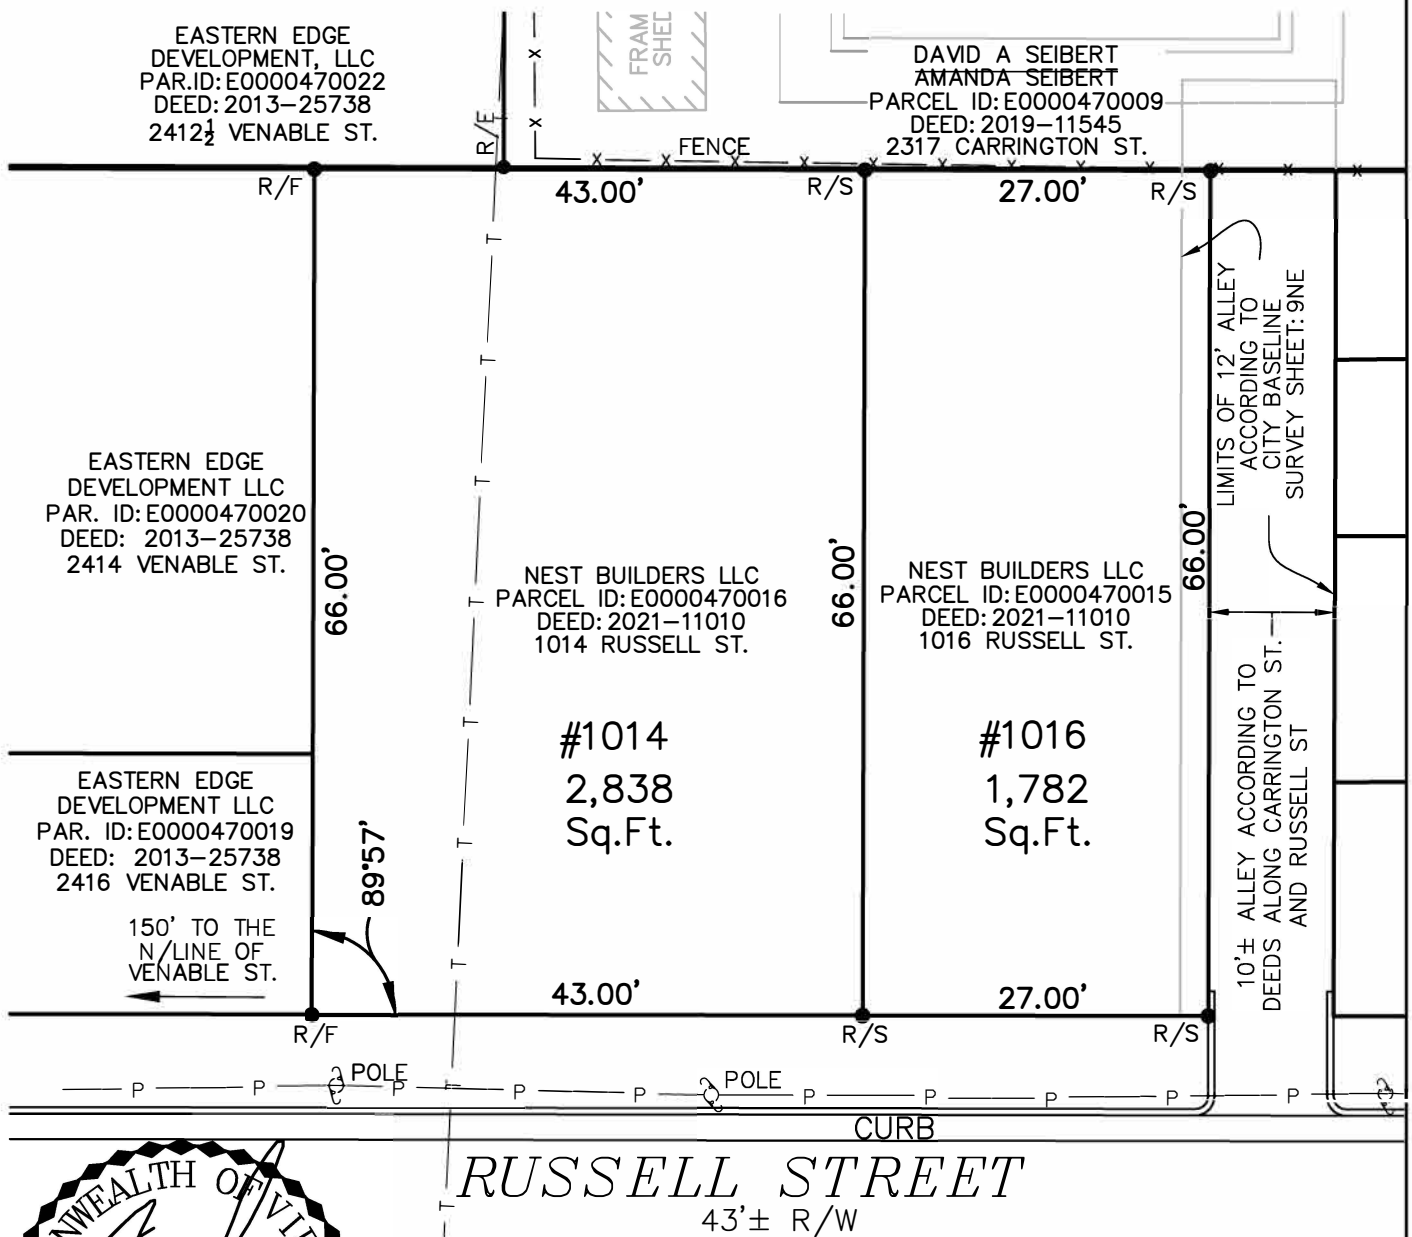 EASTERN EDGE
DEVELOPMENT, LLC
PAR.ID: E0000470022
DEED: 2013-25738
2412½ VENABLE ST.
R/E
X
X
FRAM
SHED
DAVID A SEIBERT
AMANDA SEIBERT
PARCEL ID: E0000470009
DEED: 2019-11545
2317 CARRINGTON ST.
FENCE
X X X X X X X X X X X X
R/F
43.00'
R/S
27.00'
R/S
T
T
T
T
T
T
T
T
T
LIMITS OF 12' ALLEY
ACCORDING TO
CITY BASELINE
SURVEY SHEET: 9NE
EASTERN EDGE
DEVELOPMENT LLC
PAR. ID: E0000470020
DEED: 2013-25738
2414 VENABLE ST.
66.00'
NEST BUILDERS LLC
PARCEL ID: E0000470016
DEED: 2021-11010
1014 RUSSELL ST.
66.00'
NEST BUILDERS LLC
PARCEL ID: E0000470015
DEED: 2021-11010
1016 RUSSELL ST.
66.00'
#1014
2,838
Sq.Ft.
#1016
1,782
Sq.Ft.
10'± ALLEY ACCORDING TO
DEEDS ALONG CARRINGTON ST.
AND RUSSELL ST
EASTERN EDGE
DEVELOPMENT LLC
PAR. ID: E0000470019
DEED: 2013-25738
2416 VENABLE ST.
150' TO THE
N/LINE OF
VENABLE ST.
89°57'
43.00'
27.00'
R/F
R/S
R/S
P P POLE P P P POLE P P P P P
CURB
RUSSELL STREET
43'± R/W
NWEALTH OF VI